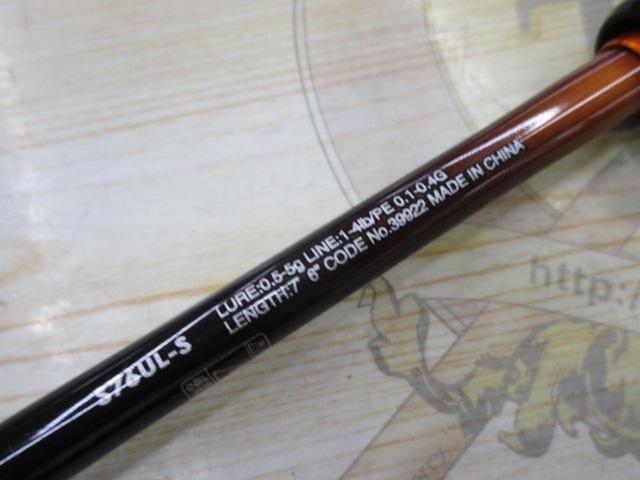 S76UL-S
LURE:0.5-5g LINE:1-4lb/PE 0.1-0.4G
LENGTH:7' 6" CODE No.39922 MADE IN CHINA
http:/